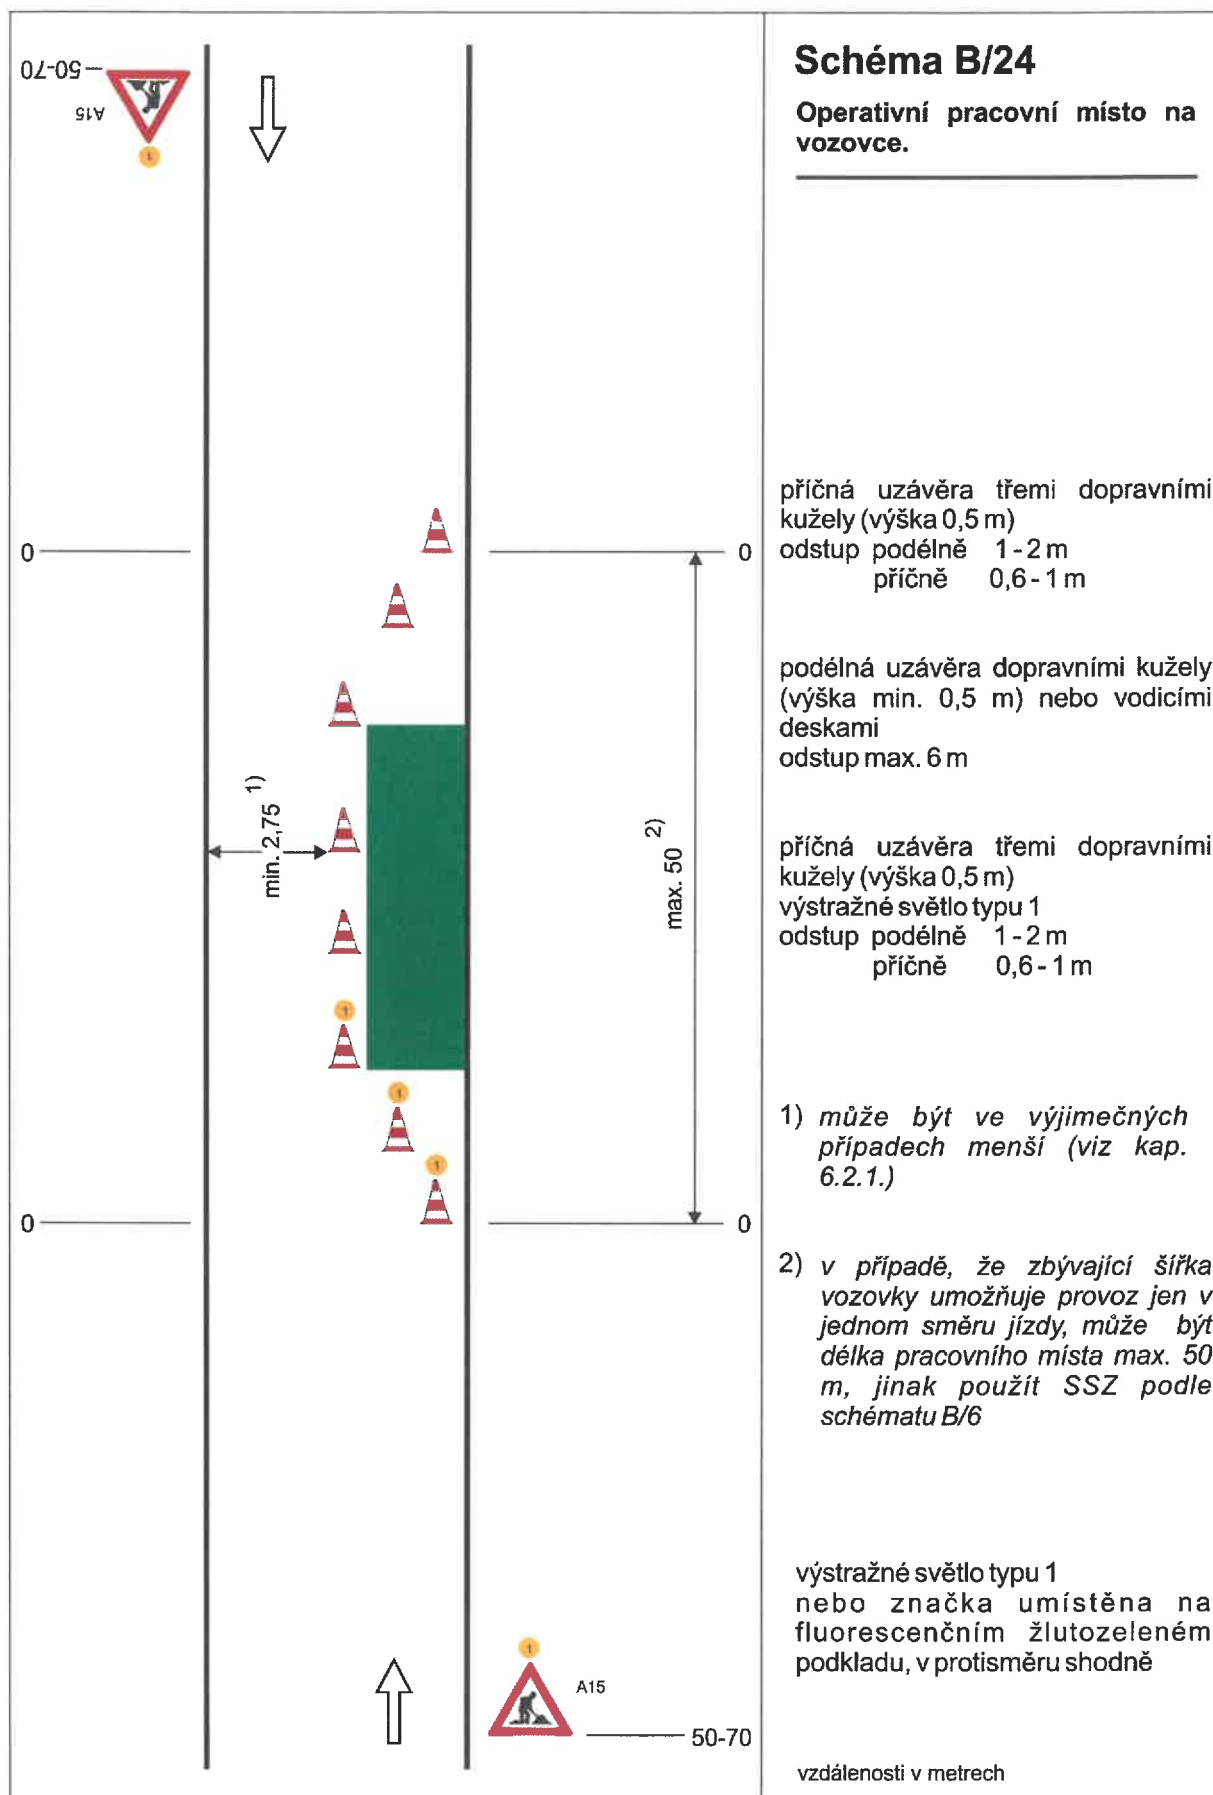 Schéma B/24
Operativní pracovní místo na
vozovce.
50-70
A15
1
příčná uzávěra třemi dopravními
kužely (výška 0,5 m)
odstup podélně 1 - 2 m
příčně 0,6 - 1 m
0
0
podélná uzávěra dopravními kužely
(výška min. 0,5 m) nebo vodicími
deskami
odstup max. 6 m
min. 2,75 1)
max. 50 2)
příčná uzávěra třemi dopravními
kužely (výška 0,5 m)
výstražné světlo typu 1
odstup podélně 1 - 2 m
příčně 0,6 - 1 m
1
1
1
1) může být ve výjimečných
případech menší (viz kap.
6.2.1.)
0
0
2) v případě, že zbývající šířka
vozovky umožňuje provoz jen v
jednom směru jízdy, může být
délka pracovního místa max. 50
m, jinak použít SSZ podle
schématu B/6
výstražné světlo typu 1
nebo značka umístěna na
fluorescenčním žlutozeleném
podkladu, v protisměru shodně
1
A15
50-70
vzdálenosti v metrech